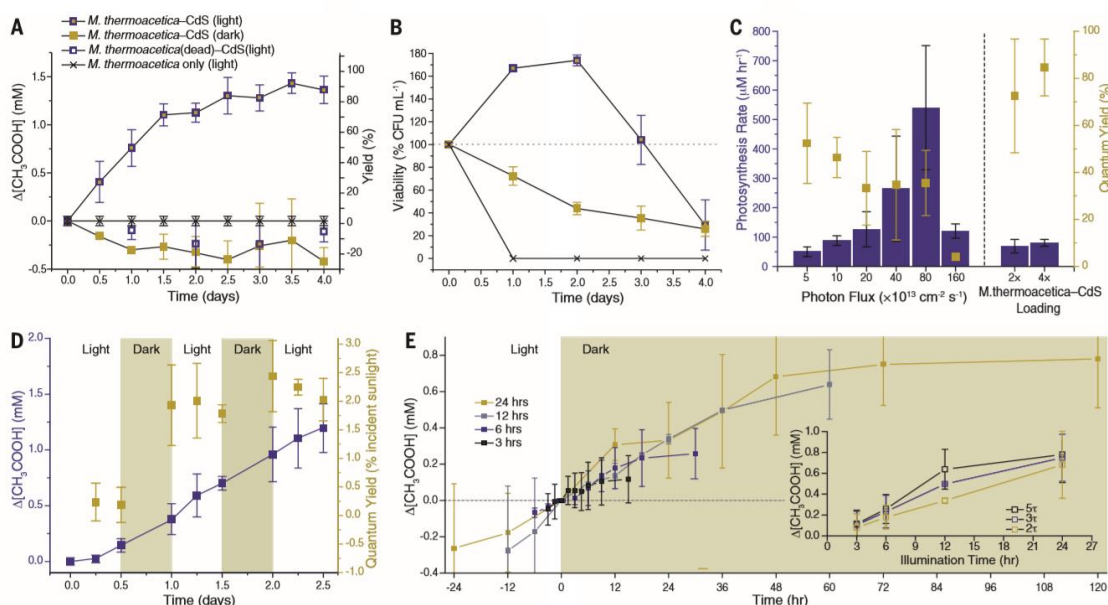 A
M. thermoacetica–CdS (light)
M. thermoacetica–CdS (dark)
M. thermoacetica(dead)–CdS(light)
M. thermoacetica only (light)
Δ[CH₃COOH] (mM)
1.5
1.0
0.5
0.0
-0.5
100
80
60
40
20
0
-20
Yield (%)
0.0 0.5 1.0 1.5 2.0 2.5 3.0 3.5 4.0
Time (days)
B
Viability (% CFU mL⁻¹)
180
160
140
120
100
80
60
40
20
0
0.0 0.5 1.0 1.5 2.0 2.5 3.0 3.5 4.0
Time (days)
C
Photosynthesis Rate (µM hr⁻¹)
800
700
600
500
400
300
200
100
0
100
80
60
40
20
0
Quantum Yield (%)
5 10 20 40 80 160 2x 4x
Photon Flux (×10¹³ cm⁻² s⁻¹)
M.thermoacetica–CdS
Loading
D
Light Dark Light Dark Light
Δ[CH₃COOH] (mM)
2.0
1.5
1.0
0.5
0.0
3.0
2.5
2.0
1.5
1.0
0.5
0.0
-0.5
-1.0
Quantum Yield (% incident sunlight)
0.0 0.5 1.0 1.5 2.0 2.5
Time (days)
E
Light Dark
24 hrs
12 hrs
6 hrs
3 hrs
Δ[CH₃COOH] (mM)
0.8
0.4
0.0
-0.4
-24 -12 0 12 24 36 48 60 72 84 96 108 120
Time (hr)
Δ[CH₃COOH] (mM)
1.0
0.8
0.6
0.4
0.2
0.0
5τ
3τ
2τ
0 3 6 9 12 15 18 21 24 27
Illumination Time (hr)